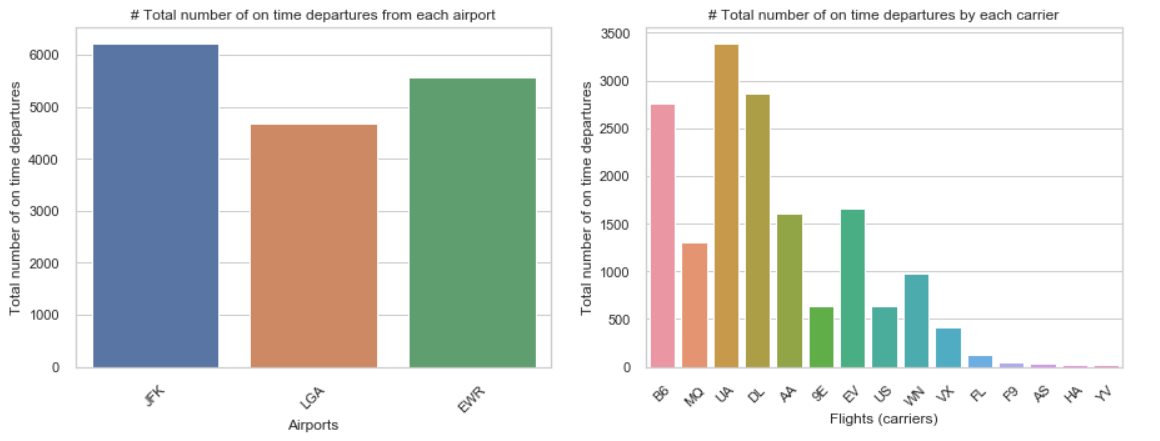 # Total number of on time departures from each airport
Total number of on time departures
6000
5000
4000
3000
2000
1000
0
JFK
LGA
EWR
Airports
# Total number of on time departures by each carrier
Total number of on time departures
3500
3000
2500
2000
1500
1000
500
0
B6
MQ
UA
DL
AA
9E
EV
US
WN
VX
FL
F9
AS
HA
YV
Flights (carriers)